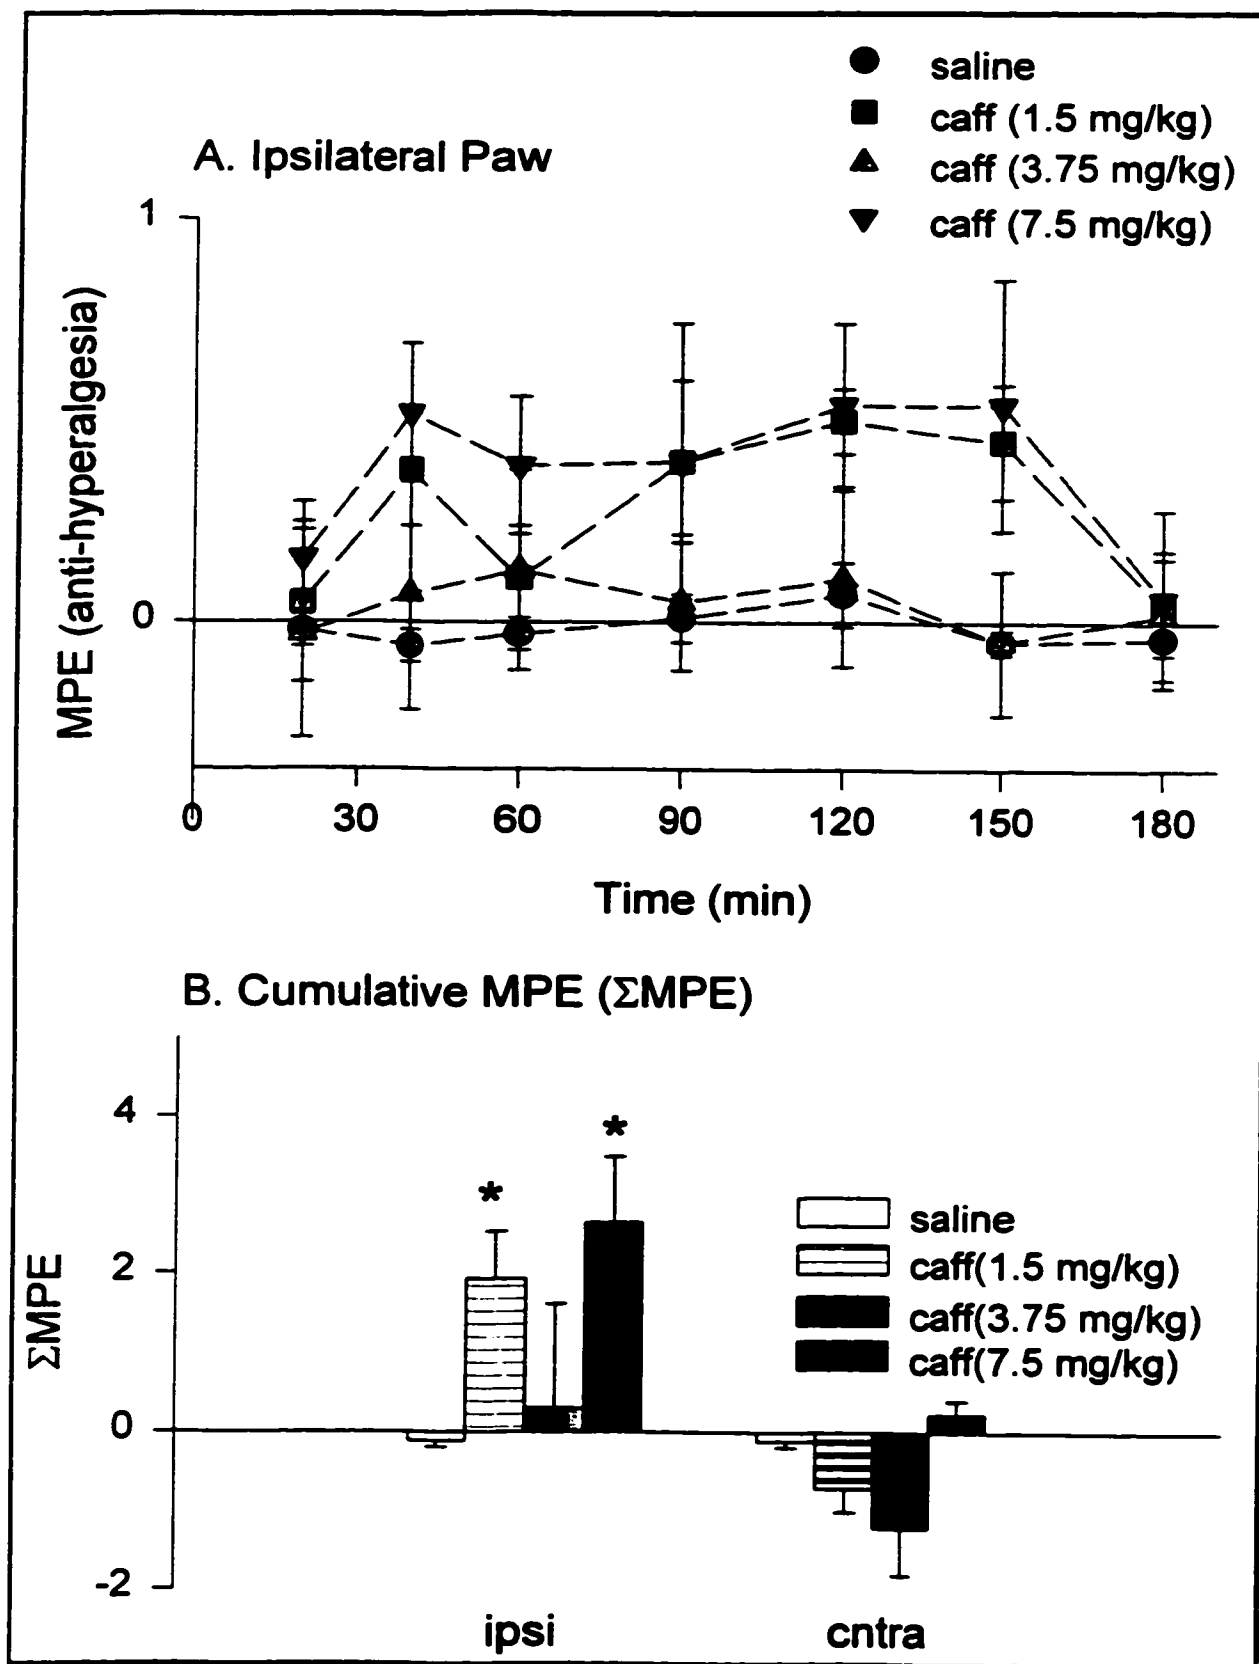 saline
caff (1.5 mg/kg)
caff (3.75 mg/kg)
caff (7.5 mg/kg)
A. Ipsilateral Paw
1
0
MPE (anti-hyperalgesia)
0 30 60 90 120 150 180
Time (min)
B. Cumulative MPE (ΣMPE)
4
2
0
-2
ΣMPE
* *
saline
caff(1.5 mg/kg)
caff(3.75 mg/kg)
caff(7.5 mg/kg)
ipsi cntra